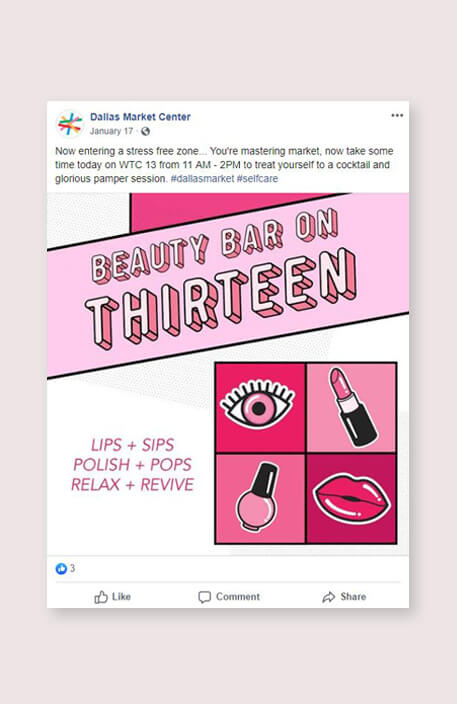 Dallas Market Center
January 17 ·
Now entering a stress free zone... You're mastering market, now take some
time today on WTC 13 from 11 AM - 2PM to treat yourself to a cocktail and
glorious pamper session. #dallasmarket #selfcare
BEAUTY BAR ON
THIRTEEN
LIPS + SIPS
POLISH + POPS
RELAX + REVIVE
3
Like Comment Share